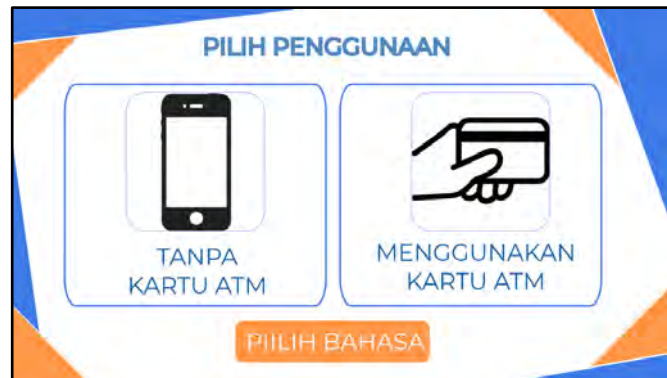 PILIH PENGGUNAAN
TANPA
KARTU ATM
MENGGUNAKAN
KARTU ATM
PIILIH BAHASA